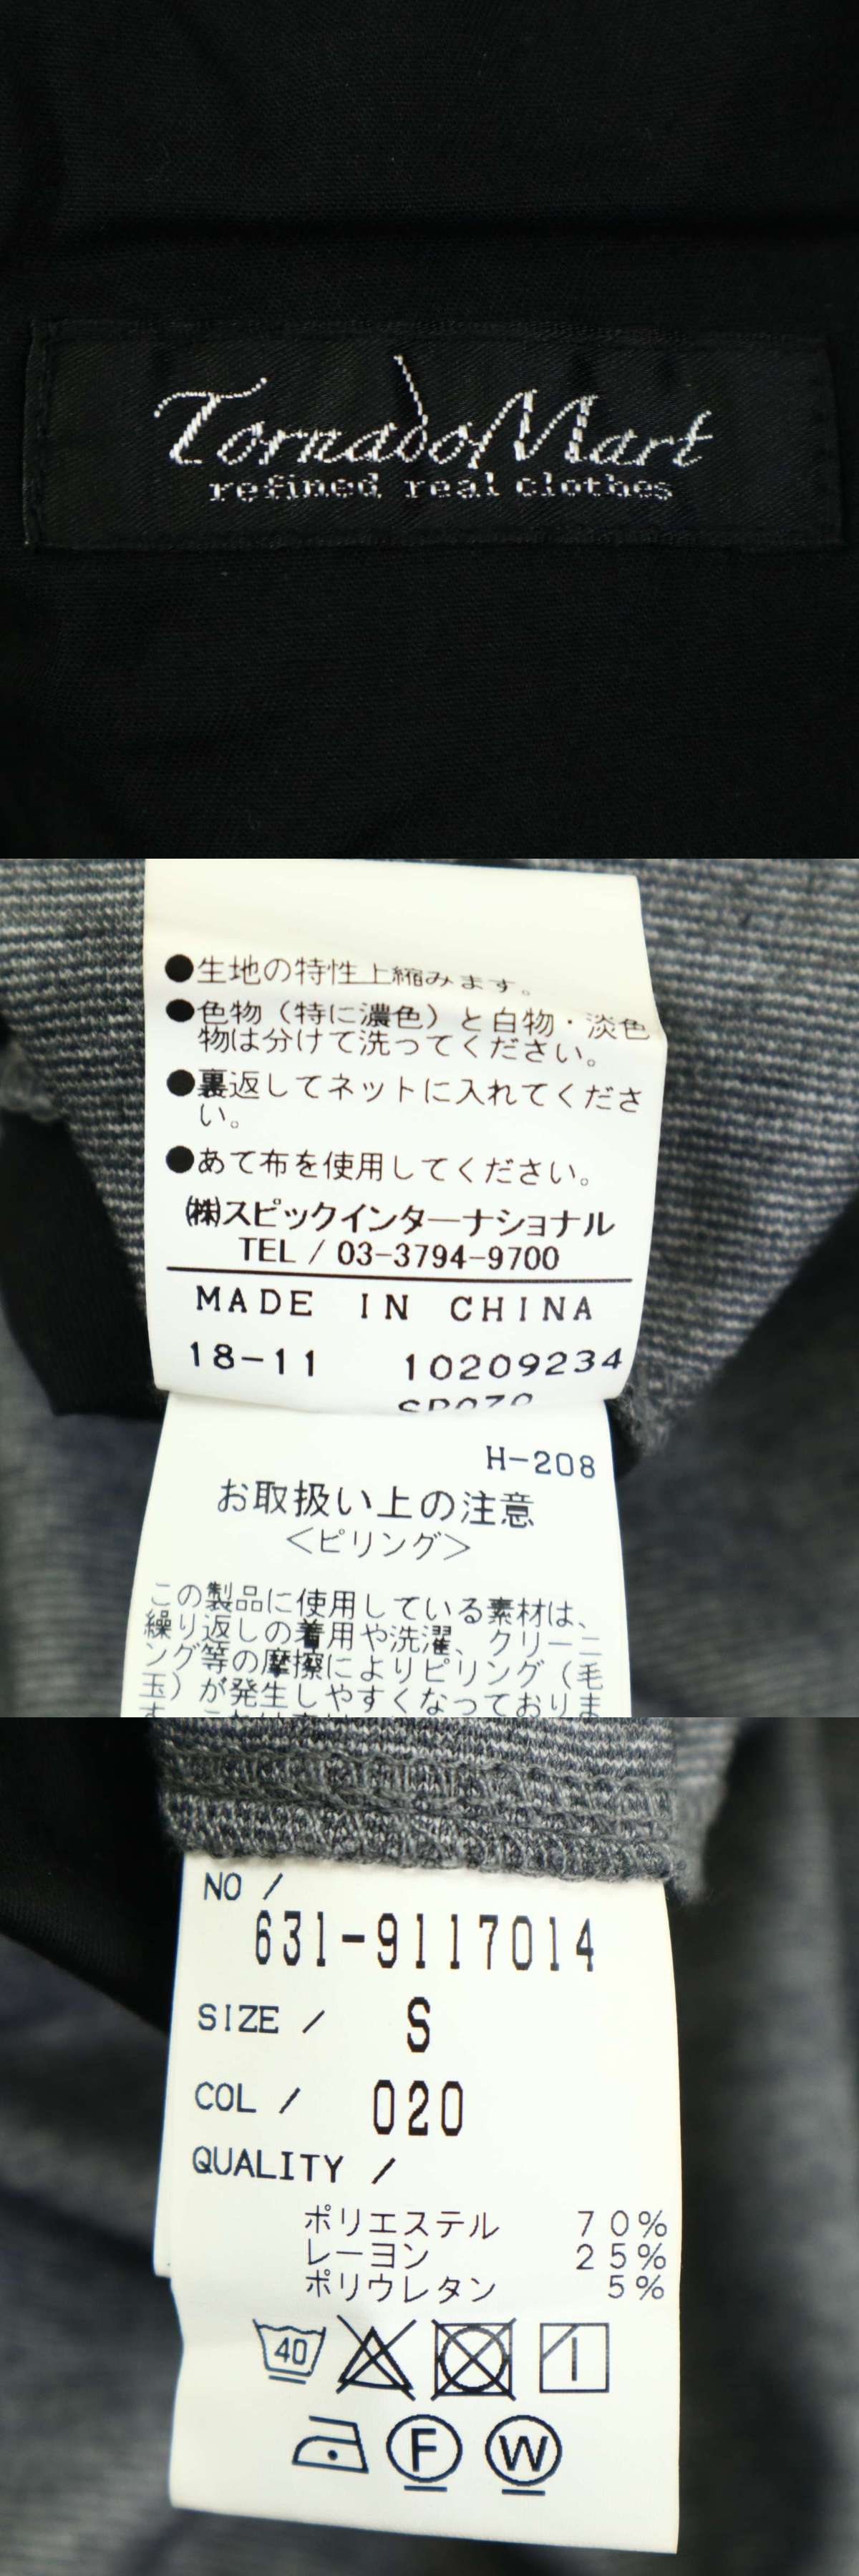 TornadoMart
refined real clothes
●生地の特性上縮みます。
●色物（特に濃色）と白物・淡色
物は分けて洗ってください。
●裏返してネットに入れてくださ
い。
●あて布を使用してください。
㈱スピックインターナショナル
TEL / 03-3794-9700
MADE IN CHINA
18-11 10209234
H-208
お取扱い上の注意
＜ピリング＞
この製品に使用している素材は、
繰り返しの着用や洗濯、クリーニ
ング等の摩擦によりピリング（毛
玉）が発生しやすくなっておりま
NO /
631-9117014
SIZE / S
COL / 020
QUALITY /
ポリエステル 70%
レーヨン 25%
ポリウレタン 5%
40
F W